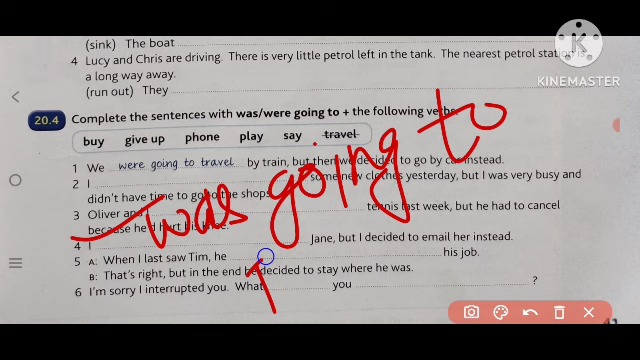 (sink) The boat
4 Lucy and Chris are driving. There is very little petrol left in the tank. The nearest petrol station is
a long way away.
(run out) They
KINEMASTER
20.4 Complete the sentences with was/were going to + the following verbs:
buy give up phone play say travel
1 We were going to travel by train, but then we decided to go by car instead.
2 I some new clothes yesterday, but I was very busy and
didn't have time to go to the shops.
3 Oliver and I tennis last week, but he had to cancel
because he'd hurt his knee.
was going to
4 I Jane, but I decided to email her instead.
5 A: When I last saw Tim, he his job.
B: That's right, but in the end he decided to stay where he was.
6 I'm sorry I interrupted you. What you ?
41